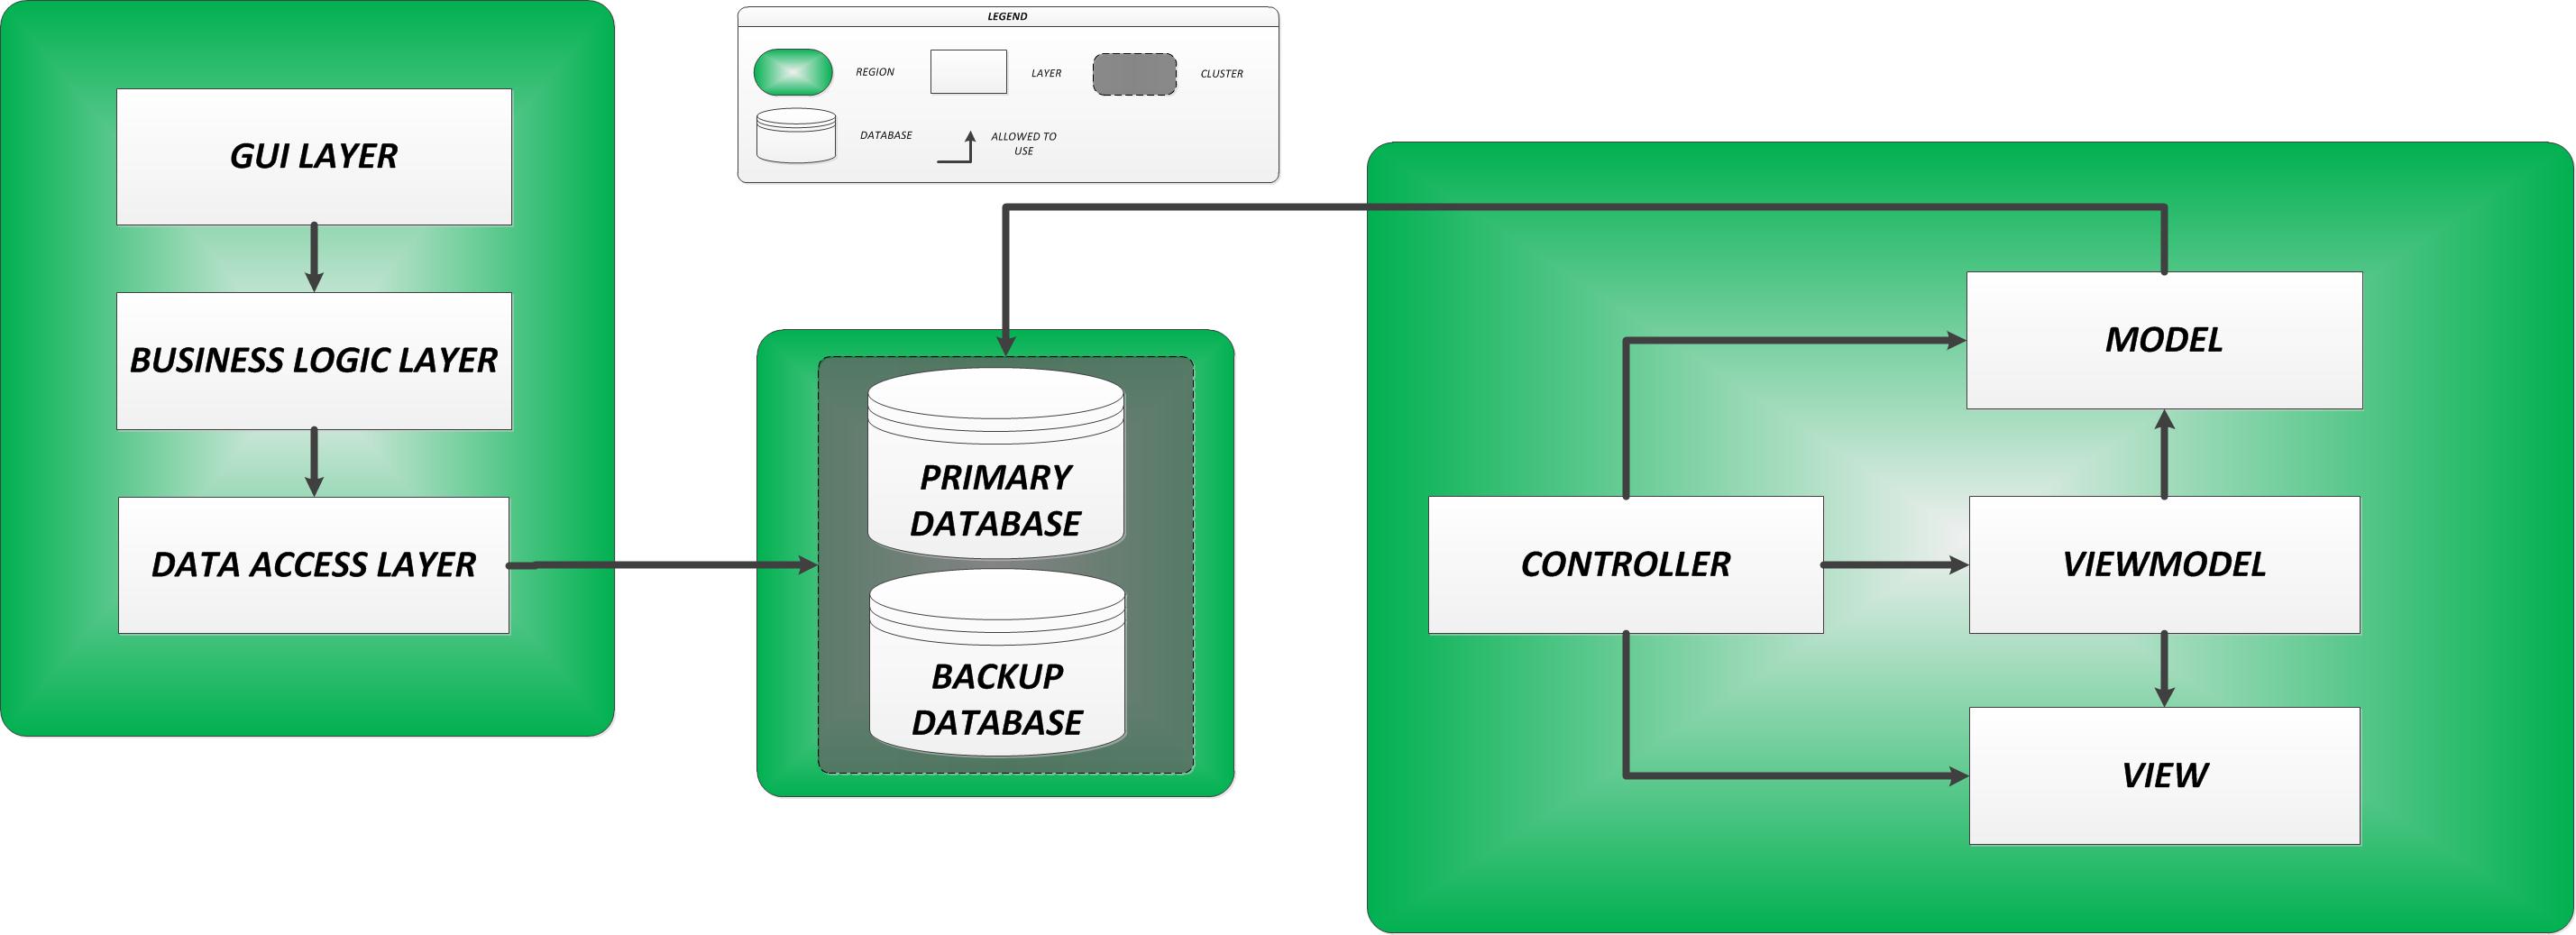 LEGEND
REGION
LAYER
CLUSTER
DATABASE
ALLOWED TO
USE
GUI LAYER
BUSINESS LOGIC LAYER
DATA ACCESS LAYER
PRIMARY
DATABASE
BACKUP
DATABASE
MODEL
CONTROLLER
VIEWMODEL
VIEW